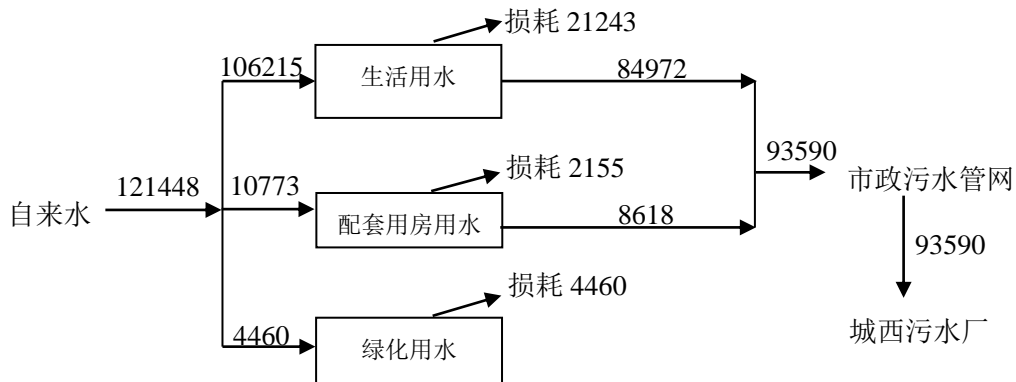 损耗 21243
106215
生活用水
84972
损耗 2155
93590
121448
10773
市政污水管网
自来水
配套用房用水
8618
93590
损耗 4460
4460
绿化用水
城西污水厂